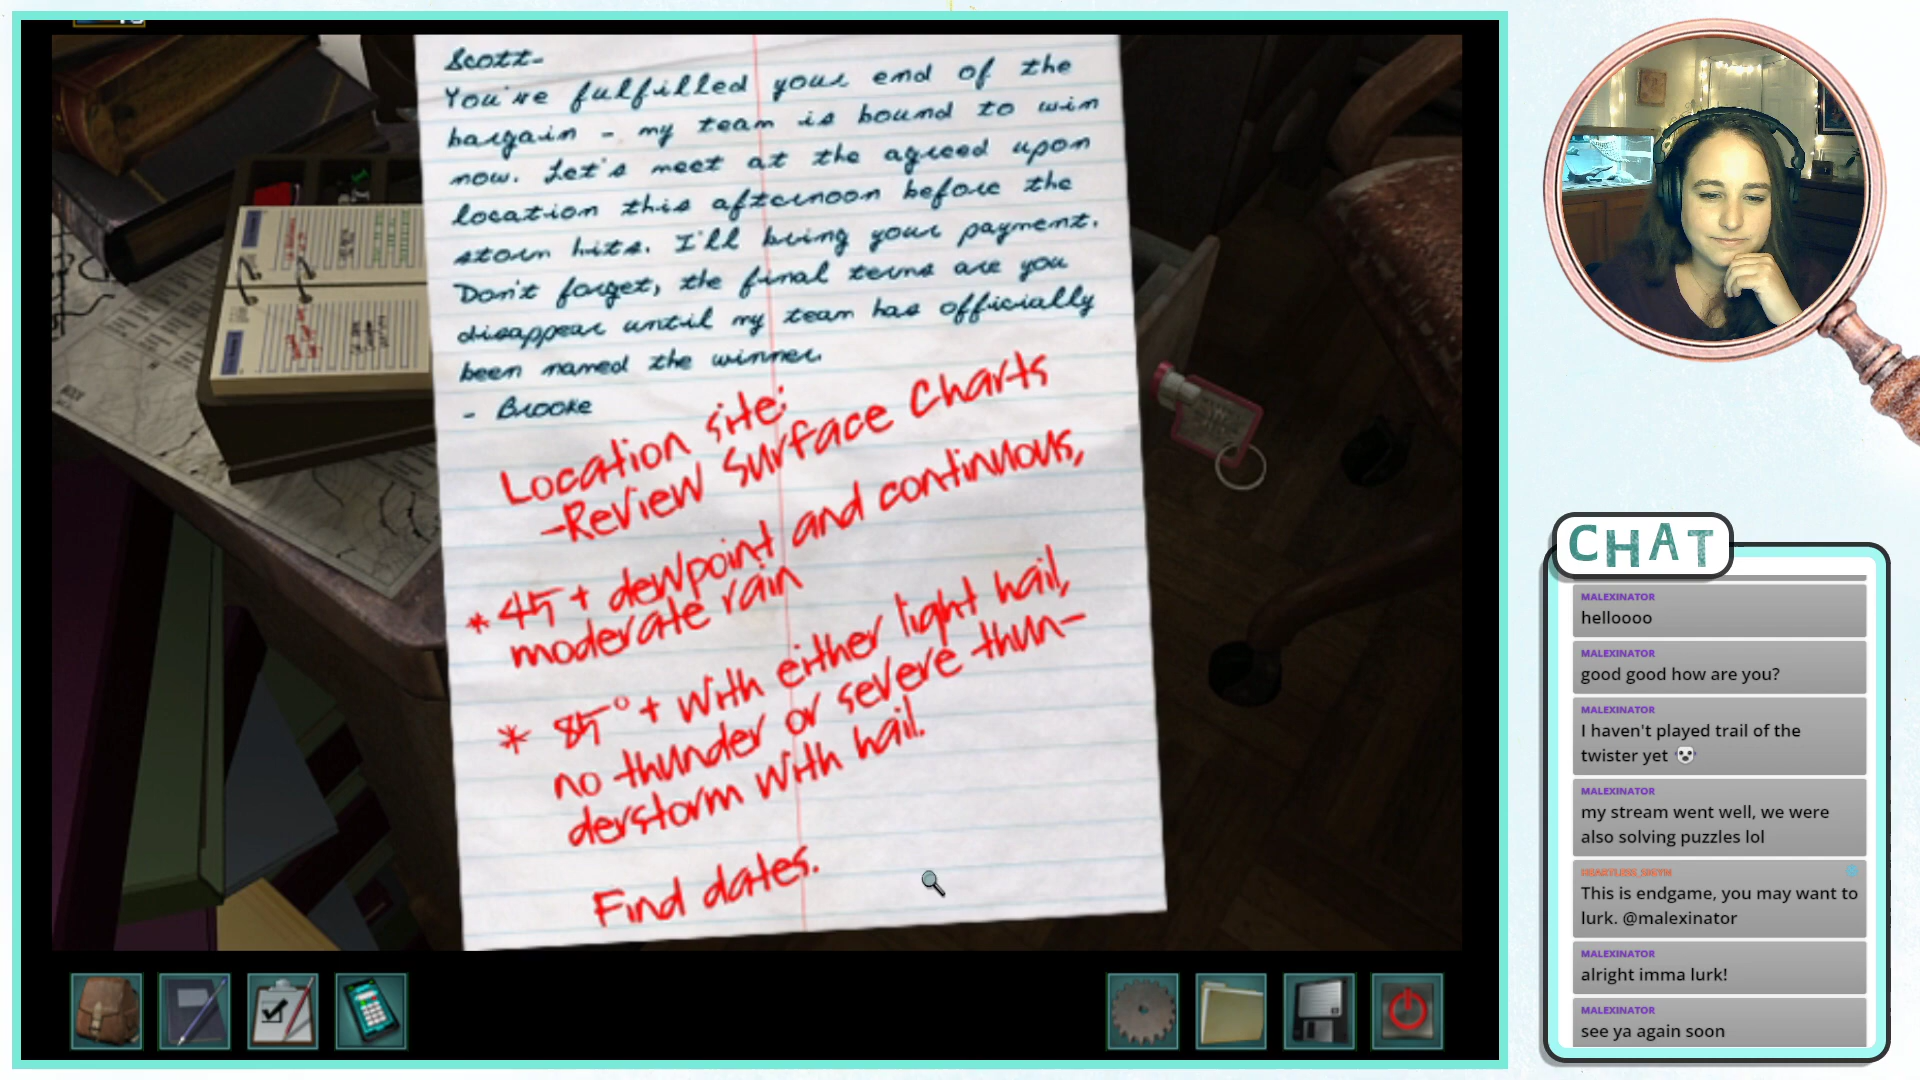 Scott-
You've fulfilled your end of the
bargain - my team is bound to win
now. Let's meet at the agreed upon
location this afternoon before the
storm hits. I'll bring your payment.
Don't forget, the final terms are you
disappear until my team has officially
been named the winner.
- Brooke
Location site:
-Review Surface Charts
* 45+ dewpoint and continuous,
moderate rain
* 85°+ with either light hail,
no thunder or severe thun-
derstorm with hail.
Find dates.
CHAT
MALEXINATOR
helloooo
MALEXINATOR
good good how are you?
MALEXINATOR
I haven't played trail of the
twister yet
MALEXINATOR
my stream went well, we were
also solving puzzles lol
This is endgame, you may want to
lurk. @malexinator
MALEXINATOR
alright imma lurk!
MALEXINATOR
see ya again soon